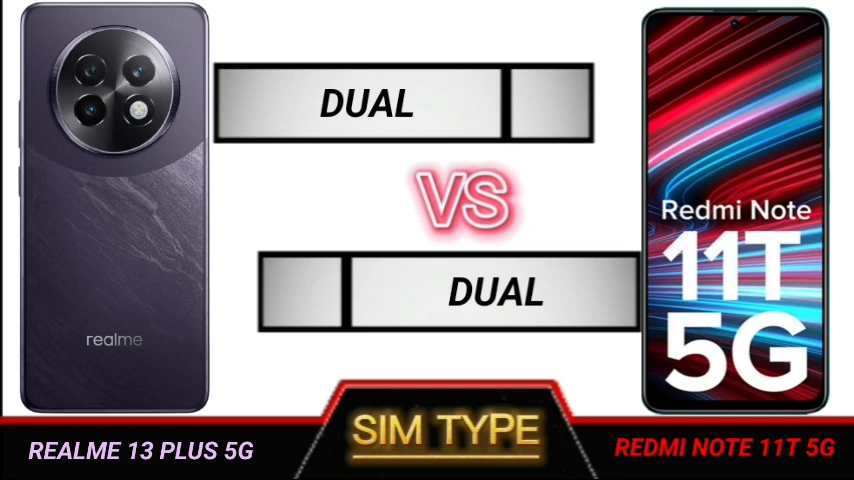 DUAL
VS
DUAL
realme
Redmi Note
11T
5G
SIM TYPE
REALME 13 PLUS 5G
REDMI NOTE 11T 5G